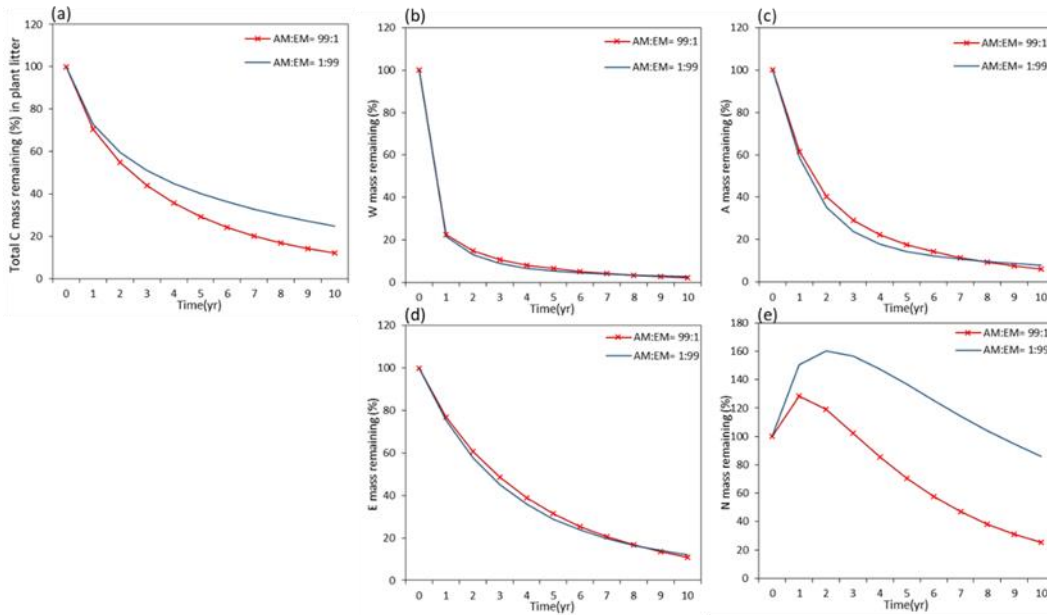 (a)
Total C mass remaining (%) in plant litter
120
100
80
60
40
20
0
AM:EM= 99:1
AM:EM= 1:99
0 1 2 3 4 5 6 7 8 9 10
Time(yr)
(b)
W mass remaining (%)
120
100
80
60
40
20
0
AM:EM= 99:1
AM:EM= 1:99
0 1 2 3 4 5 6 7 8 9 10
Time(yr)
(c)
A mass remaining (%)
120
100
80
60
40
20
0
AM:EM= 99:1
AM:EM= 1:99
0 1 2 3 4 5 6 7 8 9 10
Time(yr)
(d)
E mass remaining (%)
120
100
80
60
40
20
0
AM:EM= 99:1
AM:EM= 1:99
0 1 2 3 4 5 6 7 8 9 10
Time(yr)
(e)
N mass remaining (%)
180
160
140
120
100
80
60
40
20
0
AM:EM= 99:1
AM:EM= 1:99
0 1 2 3 4 5 6 7 8 9 10
Time(yr)